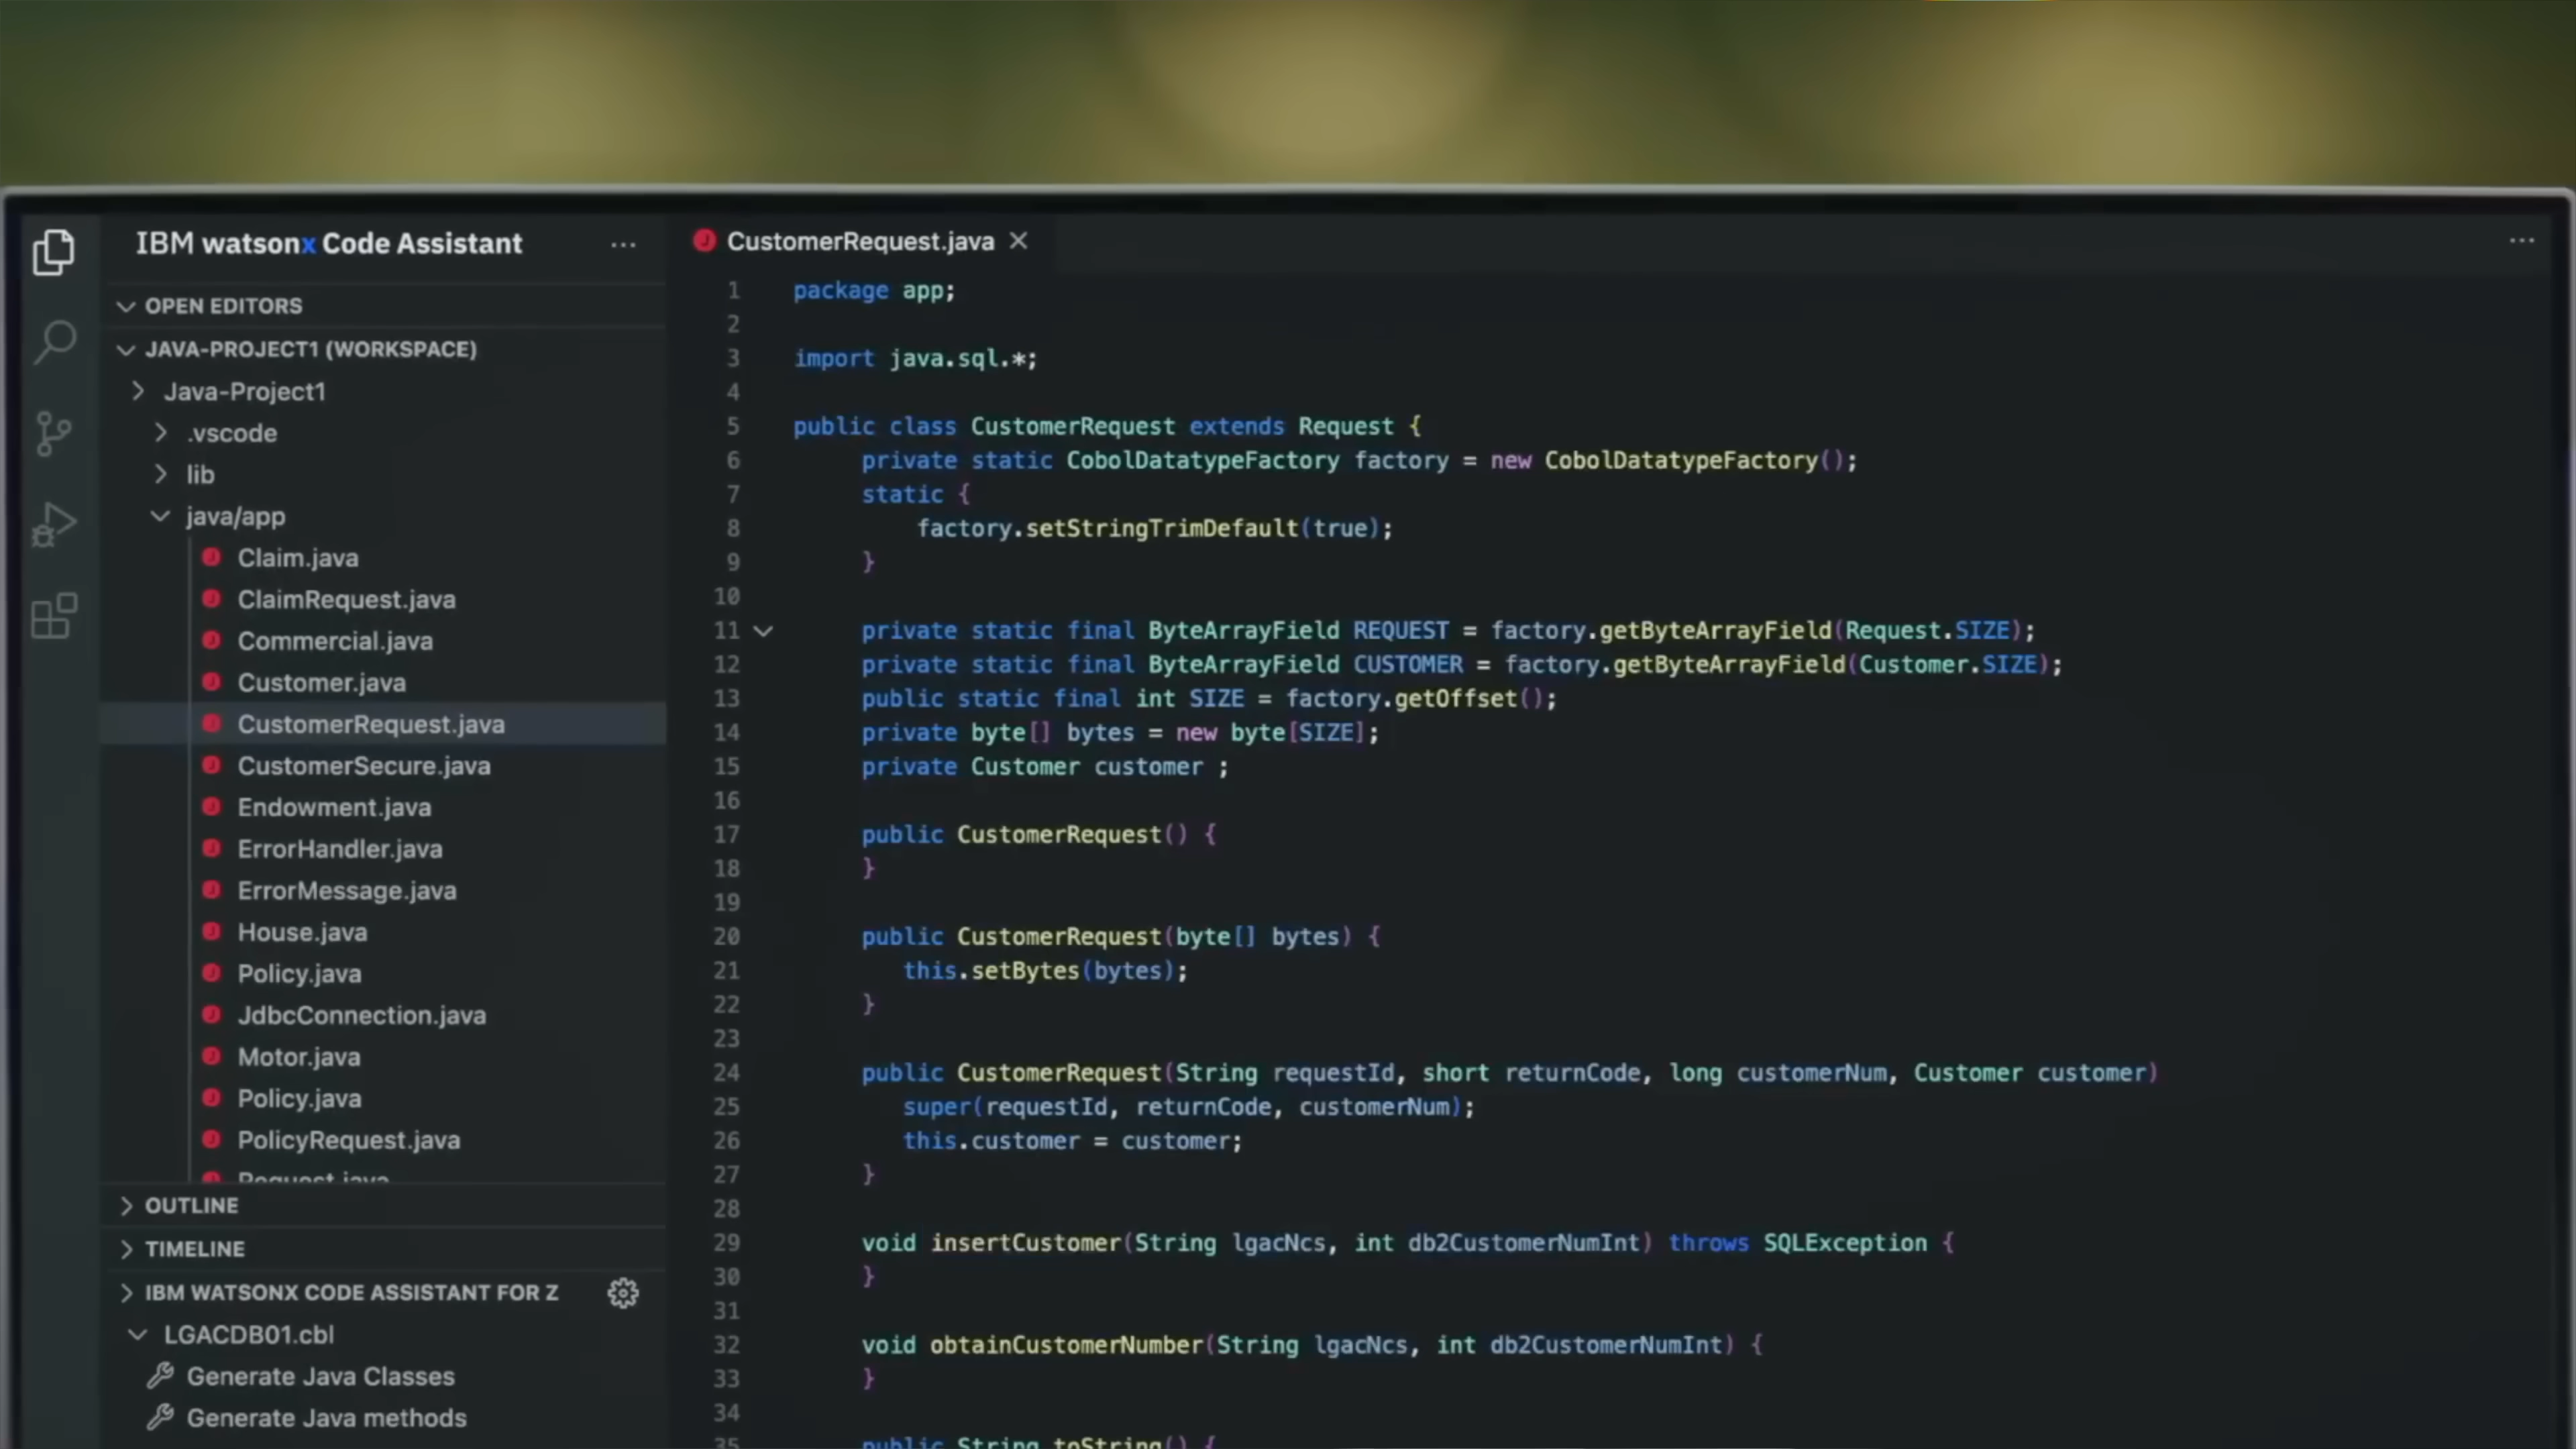 IBM watsonx Code Assistant
OPEN EDITORS
JAVA-PROJECT1 (WORKSPACE)
Java-Project1
.vscode
lib
java/app
Claim.java
ClaimRequest.java
Commercial.java
Customer.java
CustomerRequest.java
CustomerSecure.java
Endowment.java
ErrorHandler.java
ErrorMessage.java
House.java
Policy.java
JdbcConnection.java
Motor.java
Policy.java
PolicyRequest.java
Request.java
OUTLINE
TIMELINE
IBM WATSONX CODE ASSISTANT FOR Z
LGACDB01.cbl
Generate Java Classes
Generate Java methods
CustomerRequest.java
1 package app;
2
3 import java.sql.*;
4
5 public class CustomerRequest extends Request {
6 private static CobolDatatypeFactory factory = new CobolDatatypeFactory();
7 static {
8 factory.setStringTrimDefault(true);
9 }
10
11 private static final ByteArrayField REQUEST = factory.getByteArrayField(Request.SIZE);
12 private static final ByteArrayField CUSTOMER = factory.getByteArrayField(Customer.SIZE);
13 public static final int SIZE = factory.getOffset();
14 private byte[] bytes = new byte[SIZE];
15 private Customer customer ;
16
17 public CustomerRequest() {
18 }
19
20 public CustomerRequest(byte[] bytes) {
21 this.setBytes(bytes);
22 }
23
24 public CustomerRequest(String requestId, short returnCode, long customerNum, Customer customer)
25 super(requestId, returnCode, customerNum);
26 this.customer = customer;
27 }
28
29 void insertCustomer(String lgacNcs, int db2CustomerNumInt) throws SQLException {
30 }
31
32 void obtainCustomerNumber(String lgacNcs, int db2CustomerNumInt) {
33 }
34
35 public String toString() {